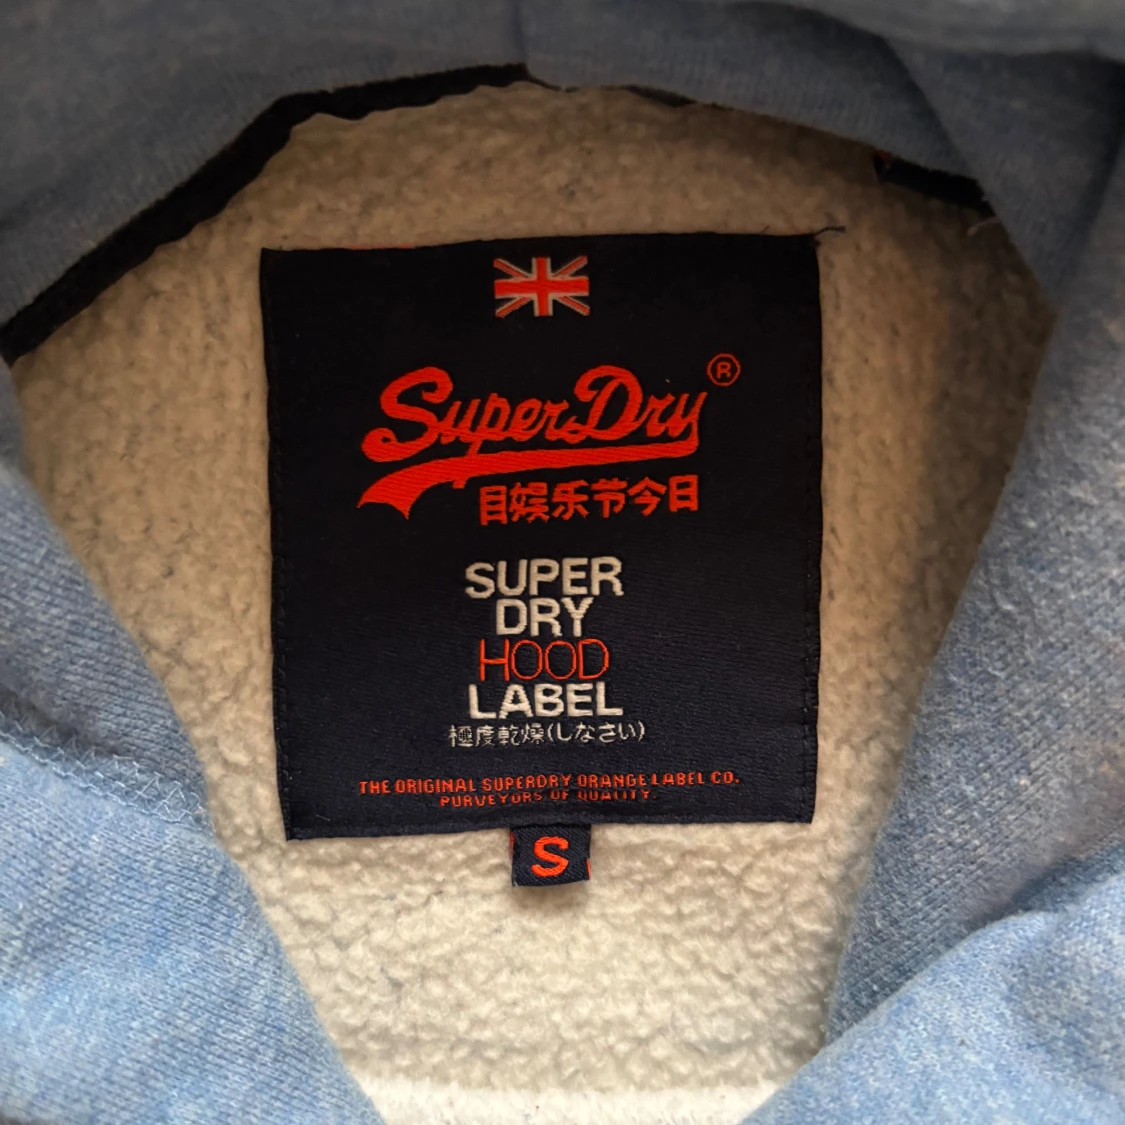 SuperDry®
目娱乐节今日
SUPER
DRY
HOOD
LABEL
極度乾燥(しなさい)
THE ORIGINAL SUPERDRY ORANGE LABEL CO.
PURVEYORS OF QUALITY.
S